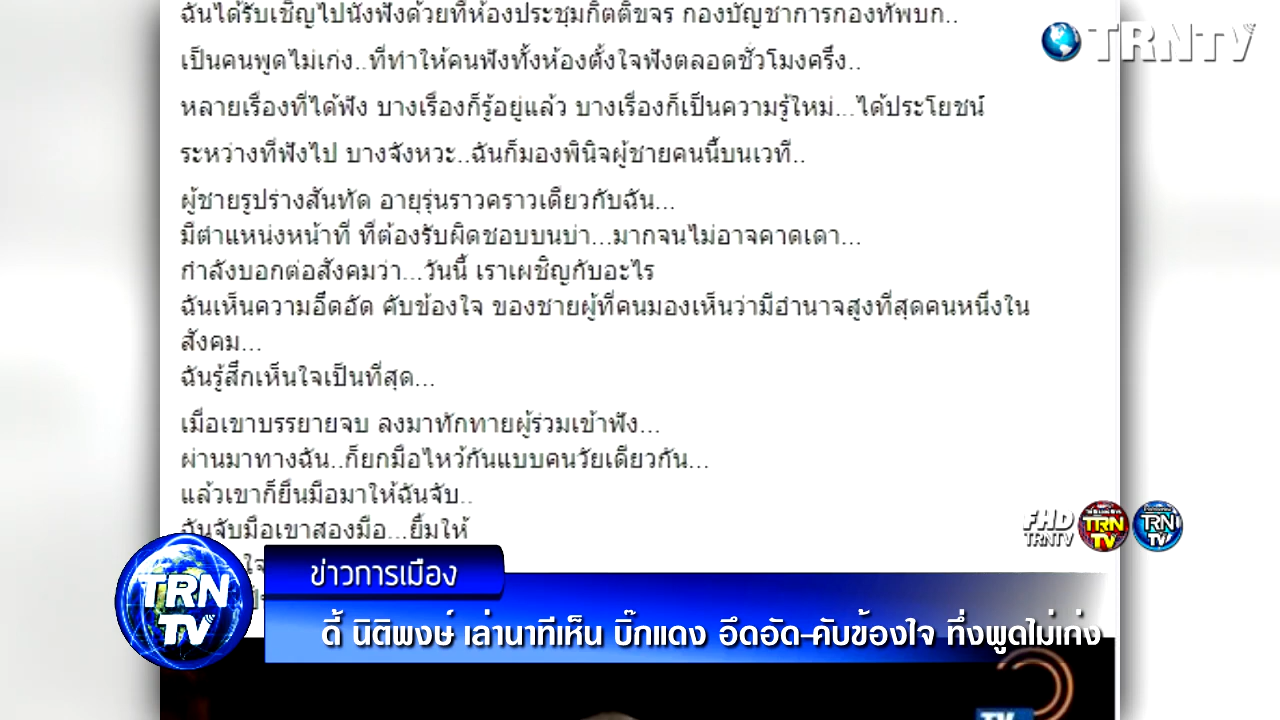 ฉันได้รับเชิญไปนั่งฟังด้วยที่ห้องประชุมกิตติขจร กองบัญชาการกองทัพบก..
TRNTV
เป็นคนพูดไม่เก่ง..ที่ทำให้คนฟังทั้งห้องตั้งใจฟังตลอดชั่วโมงครึ่ง..
หลายเรื่องที่ได้ฟัง บางเรื่องก็รู้อยู่แล้ว บางเรื่องก็เป็นความรู้ใหม่...ได้ประโยชน์
ระหว่างที่ฟังไป บางจังหวะ..ฉันก็มองพินิจผู้ชายคนนี้บนเวที..
ผู้ชายรูปร่างสันทัด อายุรุ่นราวคราวเดียวกับฉัน...
มีตำแหน่งหน้าที่ ที่ต้องรับผิดชอบบนบ่า...มากจนไม่อาจคาดเดา...
กำลังบอกต่อสังคมว่า...วันนี้ เราเผชิญกับอะไร
ฉันเห็นความอึดอัด คับข้องใจ ของชายผู้ที่คนมองเห็นว่ามีอำนาจสูงที่สุดคนหนึ่งใน
สังคม...
ฉันรู้สึกเห็นใจเป็นที่สุด...
เมื่อเขาบรรยายจบ ลงมาทักทายผู้ร่วมเข้าฟัง...
ผ่านมาทางฉัน..ก็ยกมือไหว้กันแบบคนวัยเดียวกัน...
แล้วเขาก็ยื่นมือมาให้ฉันจับ..
ฉันจับมือเขาสองมือ...ยิ้มให้
FHD
TRNTV
TRN
TV
TRN
TV
TRN
TV
ข่าวการเมือง
ดี้ นิติพงษ์ เล่านาทีเห็น บิ๊กแดง อึดอัด-คับข้องใจ ทึ่งพูดไม่เก่ง